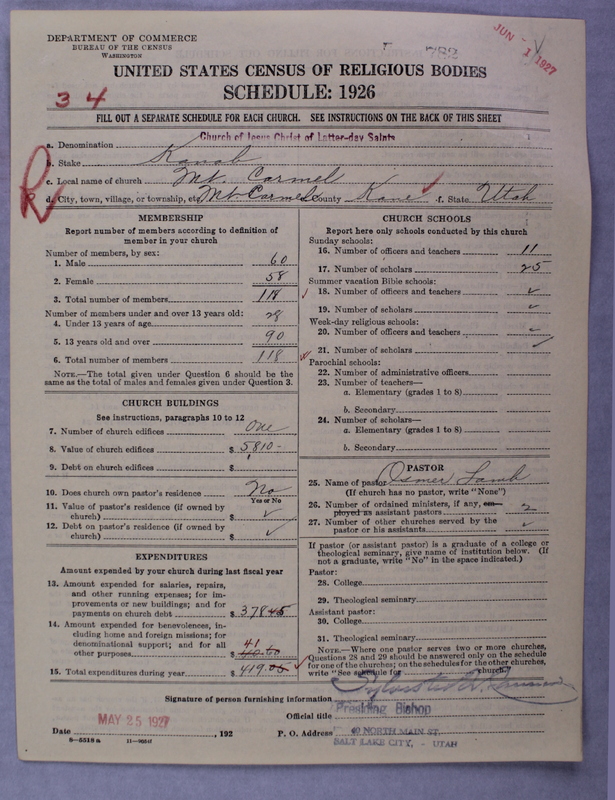 DEPARTMENT OF COMMERCE
BUREAU OF THE CENSUS
WASHINGTON
782
JUN - 1 1927
UNITED STATES CENSUS OF RELIGIOUS BODIES
SCHEDULE: 1926
3 4
FILL OUT A SEPARATE SCHEDULE FOR EACH CHURCH. SEE INSTRUCTIONS ON THE BACK OF THIS SHEET
a. Denomination Church of Jesus Christ of Latter-day Saints
b. Stake Kanab
c. Local name of church Mt. Carmel
d. City, town, village, or township, etc Mt Carmel County Kane f. State Utah
R
MEMBERSHIP
Report number of members according to definition of
member in your church
Number of members, by sex:
1. Male 60
2. Female 58
3. Total number of members 118
Number of members under and over 13 years old:
4. Under 13 years of age 28
5. 13 years old and over 90
6. Total number of members 118
NOTE.—The total given under Question 6 should be the
same as the total of males and females given under Question 3.
CHURCH BUILDINGS
See instructions, paragraphs 10 to 12
7. Number of church edifices One
8. Value of church edifices $ 5810-
9. Debt on church edifices $
10. Does church own pastor's residence No
Yes or No
11. Value of pastor's residence (if owned by
church) $ ✓
12. Debt on pastor's residence (if owned by
church) $ ✓
EXPENDITURES
Amount expended by your church during last fiscal year
13. Amount expended for salaries, repairs,
and other running expenses; for im-
provements or new buildings; and for
payments on church debt $ 378
14. Amount expended for benevolences, in-
cluding home and foreign missions; for
denominational support; and for all
other purposes 41
15. Total expenditures during year $ 419
CHURCH SCHOOLS
Report here only schools conducted by this church
Sunday schools:
16. Number of officers and teachers 11
17. Number of scholars 25
Summer vacation Bible schools:
18. Number of officers and teachers ✓
19. Number of scholars ✓
Week-day religious schools:
20. Number of officers and teachers ✓
21. Number of scholars ✓
Parochial schools:
22. Number of administrative officers
23. Number of teachers—
a. Elementary (grades 1 to 8)
b. Secondary
24. Number of scholars—
a. Elementary (grades 1 to 8)
b. Secondary
PASTOR
25. Name of pastor Osmer Lamb
(If church has no pastor, write "None")
26. Number of ordained ministers, if any, em-
ployed as assistant pastors 2
27. Number of other churches served by the
pastor or his assistants ✓
If pastor (or assistant pastor) is a graduate of a college or
theological seminary, give name of institution below. (If
not a graduate, write "No" in the space indicated.)
Pastor:
28. College
29. Theological seminary
Assistant pastor:
30. College
31. Theological seminary
NOTE.—Where one pastor serves two or more churches,
Questions 28 and 29 should be answered only on the schedule
for one of the churches; on the schedules for the other churches,
write "See schedule for church."
Signature of person furnishing information Sylvester Q. Cannon
Official title Presiding Bishop
Date MAY 25 1927, 192 P. O. Address 40 NORTH MAIN ST.
SALT LAKE CITY, - UTAH
8-5518 a